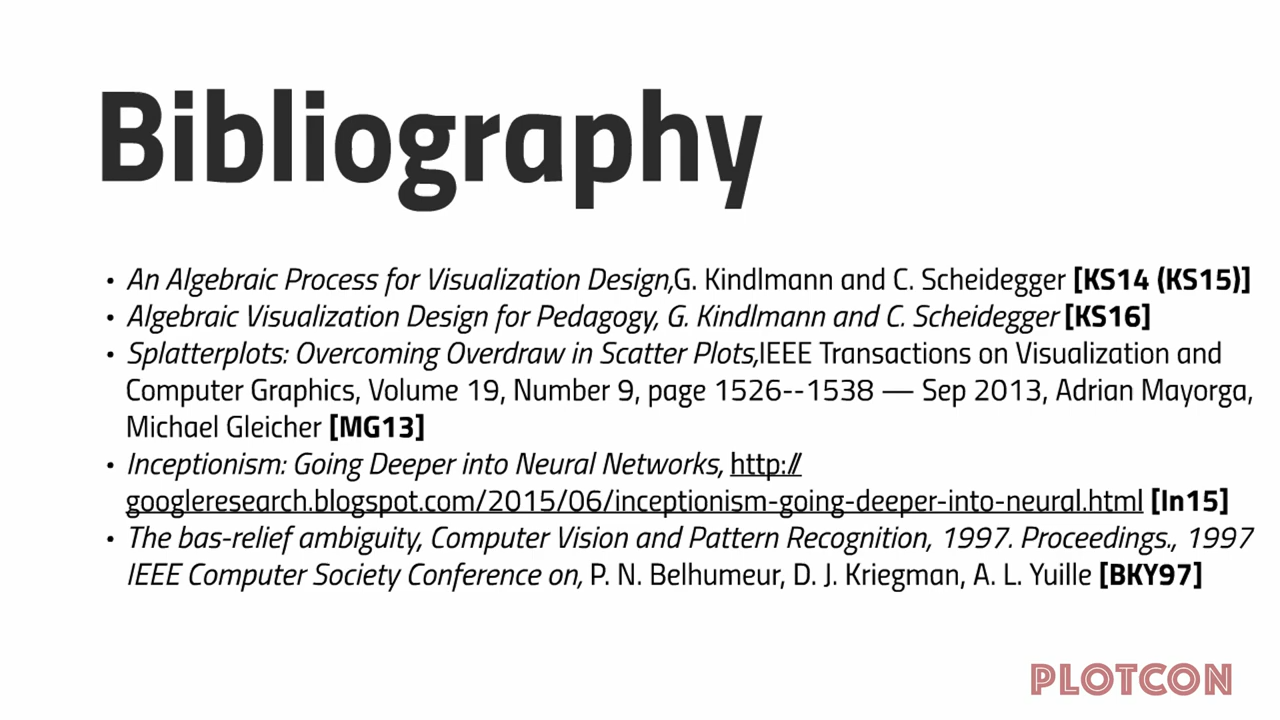 Bibliography
• An Algebraic Process for Visualization Design,G. Kindlmann and C. Scheidegger [KS14 (KS15)]
• Algebraic Visualization Design for Pedagogy, G. Kindlmann and C. Scheidegger [KS16]
• Splatterplots: Overcoming Overdraw in Scatter Plots,IEEE Transactions on Visualization and
Computer Graphics, Volume 19, Number 9, page 1526--1538 — Sep 2013, Adrian Mayorga,
Michael Gleicher [MG13]
• Inceptionism: Going Deeper into Neural Networks, http://
googleresearch.blogspot.com/2015/06/inceptionism-going-deeper-into-neural.html [In15]
• The bas-relief ambiguity, Computer Vision and Pattern Recognition, 1997. Proceedings., 1997
IEEE Computer Society Conference on, P. N. Belhumeur, D. J. Kriegman, A. L. Yuille [BKY97]
PLOTCON